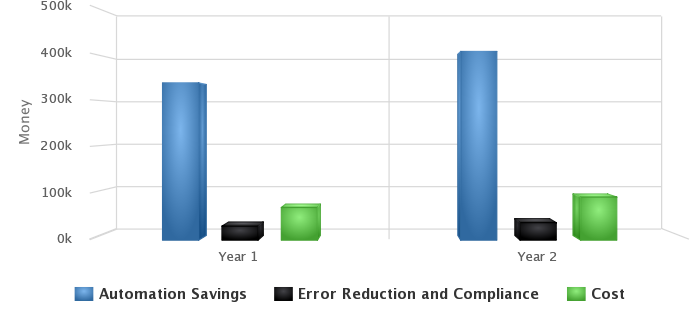 500k
400k
300k
200k
100k
0k
Money
Year 1
Year 2
Automation Savings
Error Reduction and Compliance
Cost